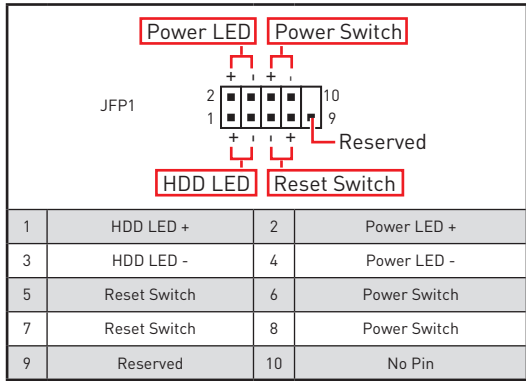 Power LED Power Switch
+ - + -
JFP1
2 10
1 9
+ - - +
Reserved
HDD LED Reset Switch
1 HDD LED + 2 Power LED +
3 HDD LED - 4 Power LED -
5 Reset Switch 6 Power Switch
7 Reset Switch 8 Power Switch
9 Reserved 10 No Pin